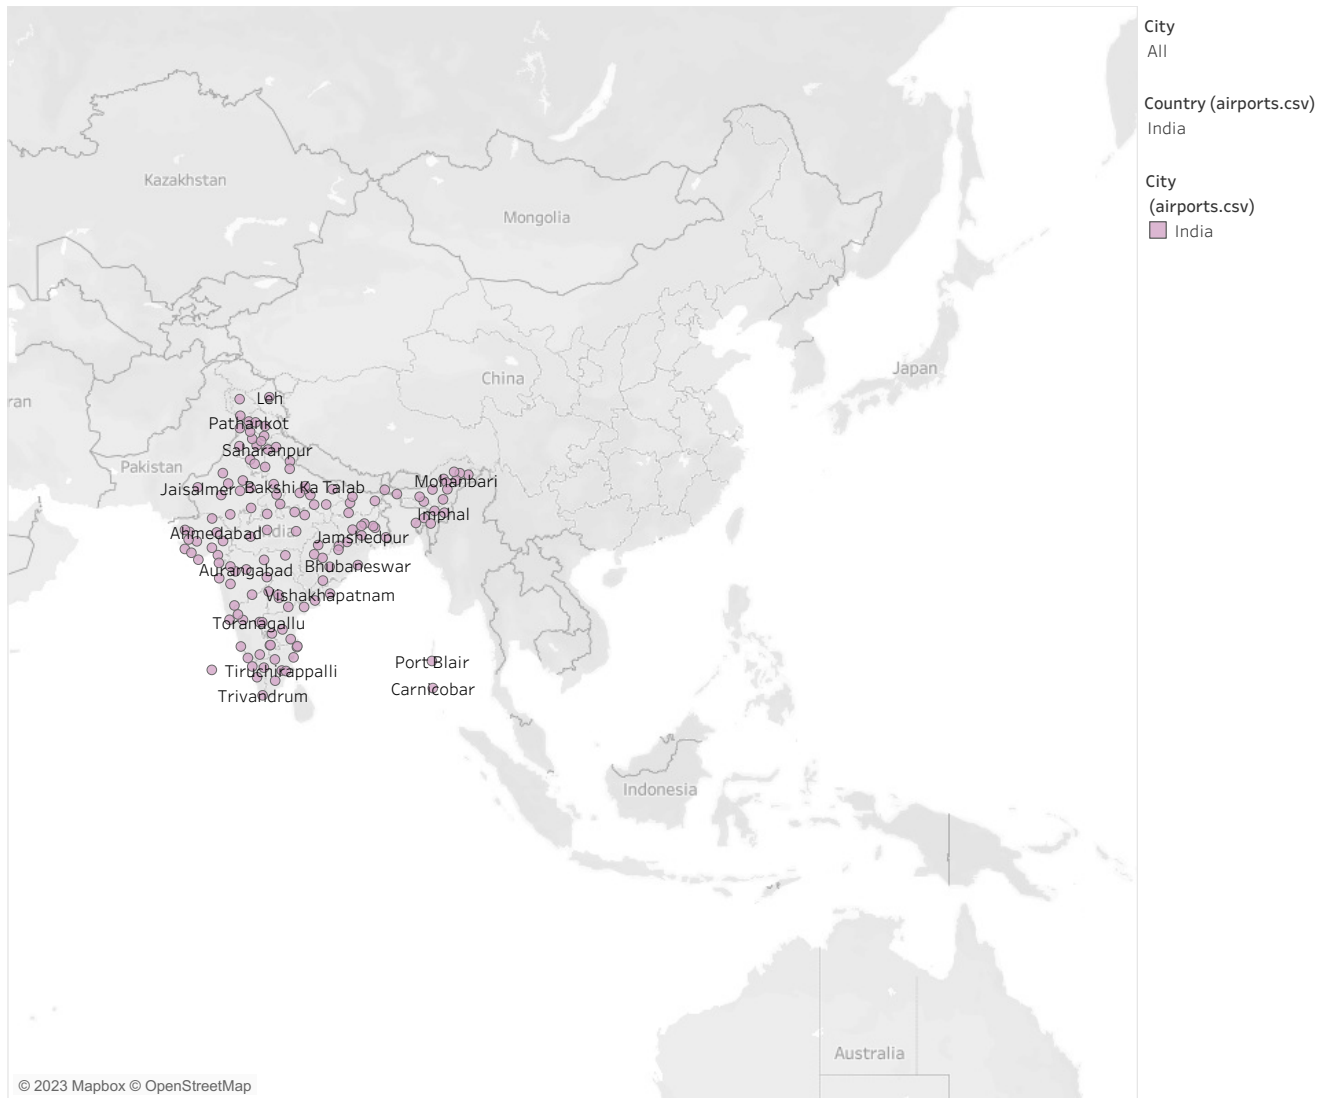 City
All
Country (airports.csv)
India
City
(airports.csv)
India
Kazakhstan
Mongolia
Japan
China
ran
Leh
Pathankot
Saharanpur
Pakistan
Mohanbari
Jaisalmer
Bakshi Ka Talab
Imphal
Ahmedabad
dia
Jamshedpur
Aurangabad
Bhubaneswar
Vishakhapatnam
Toranagallu
Port Blair
Tiruchirappalli
Carnicobar
Trivandrum
Indonesia
Australia
© 2023 Mapbox © OpenStreetMap